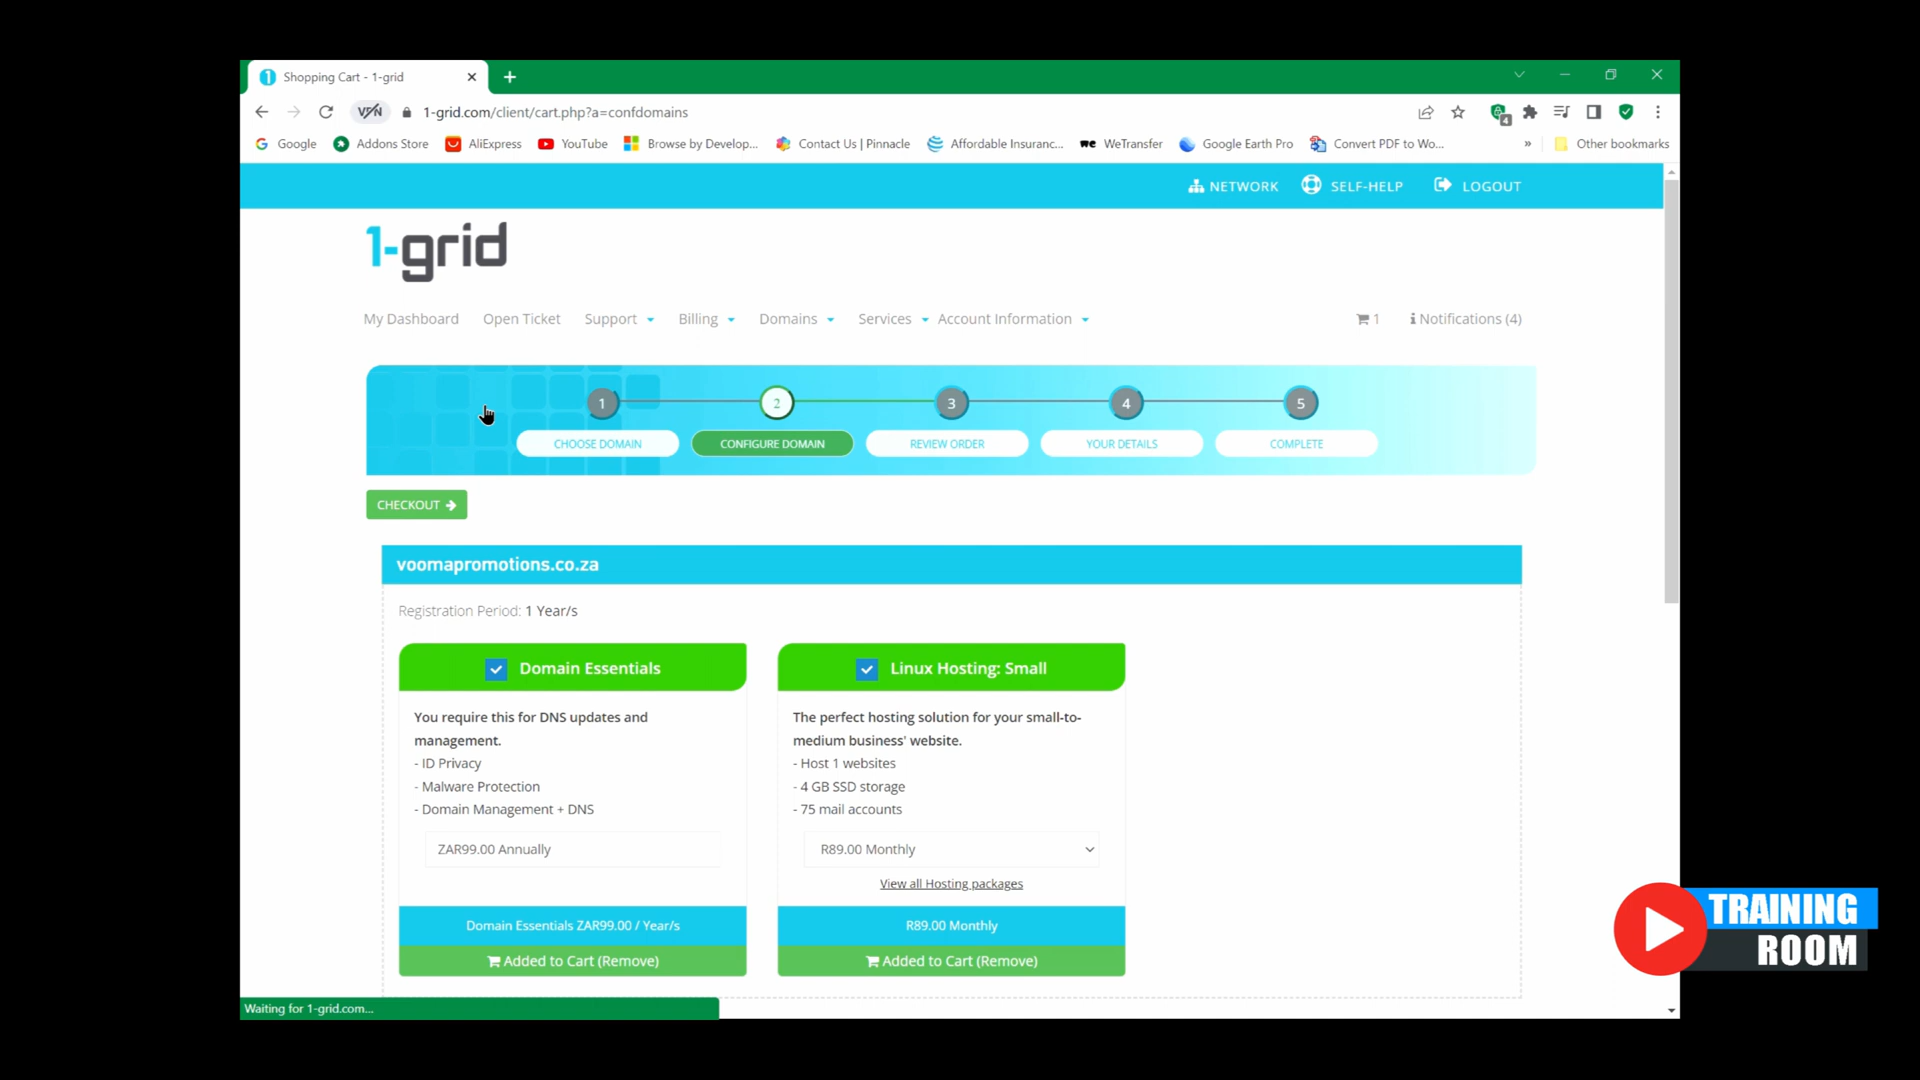 Shopping Cart - 1-grid
VPN
1-grid.com/client/cart.php?a=confdomains
4
Google Addons Store AliExpress YouTube Browse by Develop... Contact Us | Pinnacle Affordable Insuranc... WeTransfer Google Earth Pro Convert PDF to Wo... » Other bookmarks
NETWORK SELF-HELP LOGOUT
1-grid
My Dashboard Open Ticket Support Billing Domains Services Account Information 1 Notifications (4)
1 2 3 4 5
CHOOSE DOMAIN CONFIGURE DOMAIN REVIEW ORDER YOUR DETAILS COMPLETE
CHECKOUT
voomapromotions.co.za
Registration Period: 1 Year/s
Domain Essentials
You require this for DNS updates and
management.
- ID Privacy
- Malware Protection
- Domain Management + DNS
ZAR99.00 Annually
Domain Essentials ZAR99.00 / Year/s
Added to Cart (Remove)
Linux Hosting: Small
The perfect hosting solution for your small-to-
medium business' website.
- Host 1 websites
- 4 GB SSD storage
- 75 mail accounts
R89.00 Monthly
View all Hosting packages
R89.00 Monthly
Added to Cart (Remove)
Waiting for 1-grid.com...
TRAINING
ROOM